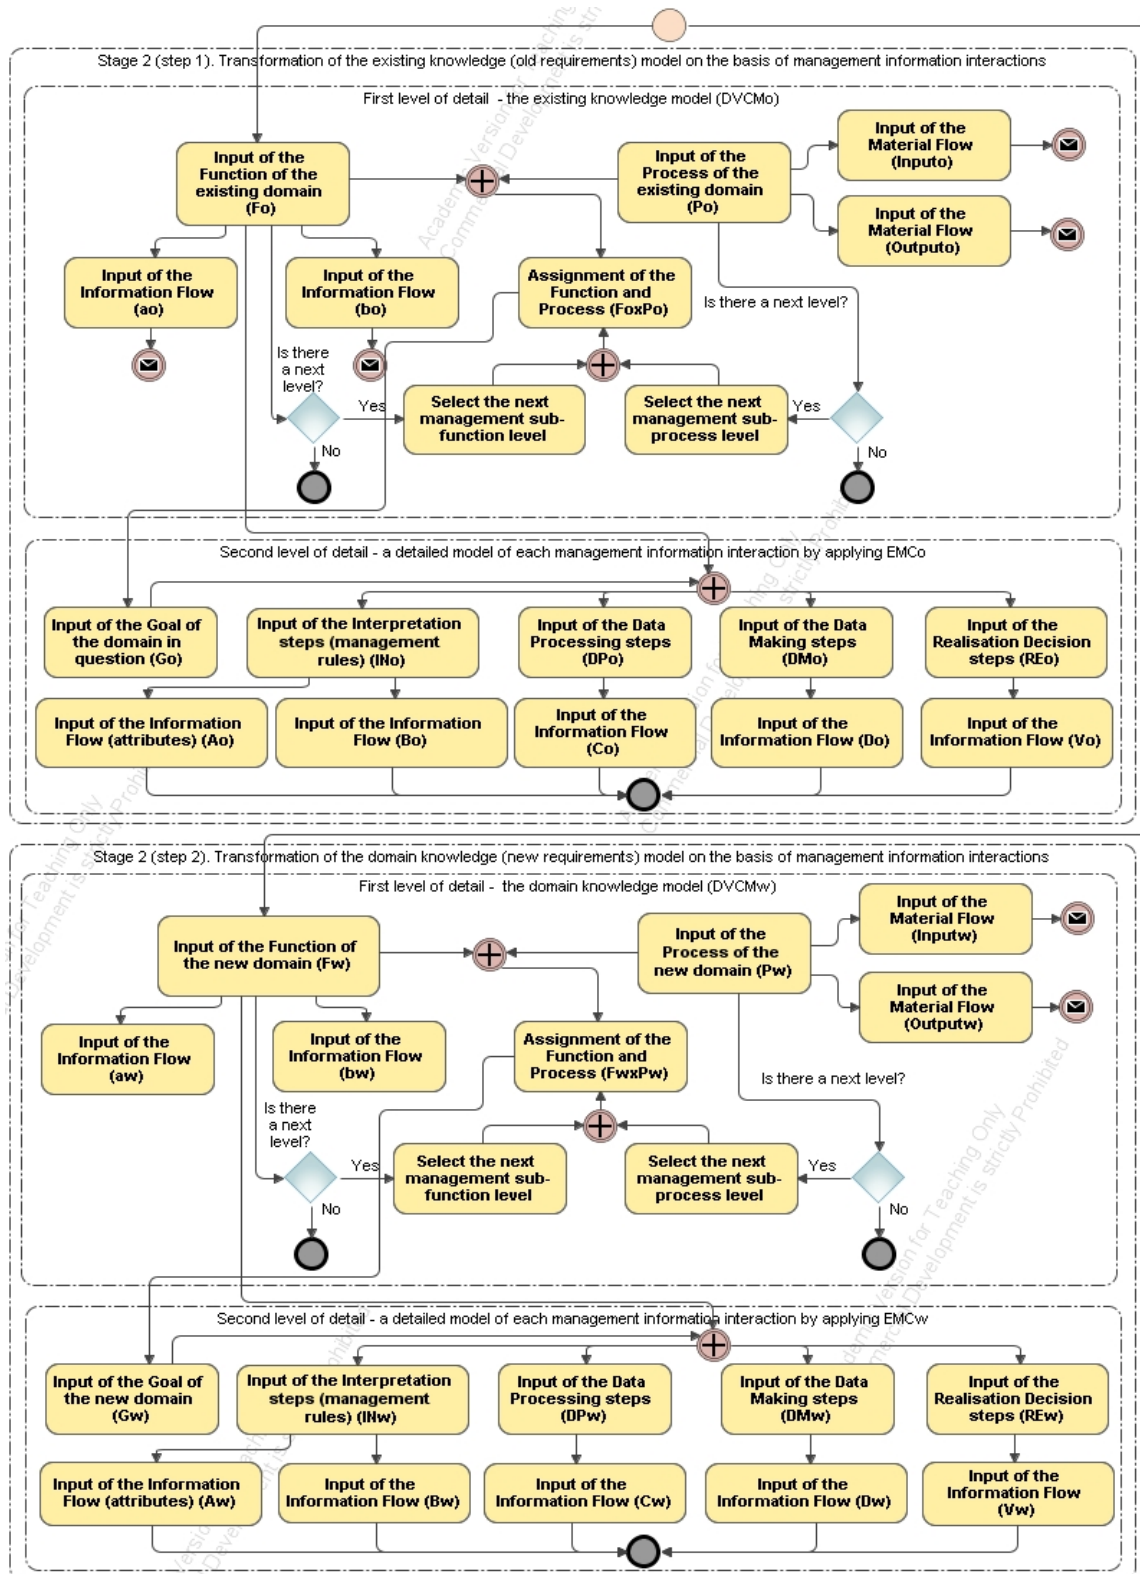 Stage 2 (step 1). Transformation of the existing knowledge (old requirements) model on the basis of management information interactions
First level of detail - the existing knowledge model (DVCMo)
Input of the
Function of the
existing domain
(Fo)
Input of the
Process of the
existing domain
(Po)
Input of the
Material Flow
(Inputo)
Input of the
Material Flow
(Outputo)
Input of the
Information Flow
(ao)
Input of the
Information Flow
(bo)
Assignment of the
Function and
Process (FoxPo)
Is there a next level?
Is there
a next
level?
Yes
Select the next
management sub-
function level
Select the next
management sub-
process level
Yes
No
No
Second level of detail - a detailed model of each management information interaction by applying EMCo
Input of the Goal of
the domain in
question (Go)
Input of the Interpretation
steps (management
rules) (INo)
Input of the Data
Processing steps
(DPo)
Input of the Data
Making steps
(DMo)
Input of the
Realisation Decision
steps (REo)
Input of the Information
Flow (attributes) (Ao)
Input of the Information
Flow (Bo)
Input of the
Information Flow
(Co)
Input of the
Information Flow (Do)
Input of the
Information Flow (Vo)
Stage 2 (step 2). Transformation of the domain knowledge (new requirements) model on the basis of management information interactions
First level of detail - the domain knowledge model (DVCMw)
Input of the Function of
the new domain (Fw)
Input of the
Process of the
new domain (Pw)
Input of the
Material Flow
(Inputw)
Input of the
Material Flow
(Outputw)
Input of the
Information Flow
(aw)
Input of the
Information Flow
(bw)
Assignment of the
Function and
Process (FwxPw)
Is there a next level?
Is there
a next
level?
Yes
Select the next
management sub-
function level
Select the next
management sub-
process level
Yes
No
No
Second level of detail - a detailed model of each management information interaction by applying EMCw
Input of the Goal of
the new domain
(Gw)
Input of the Interpretation
steps (management
rules) (INw)
Input of the Data
Processing steps
(DPw)
Input of the Data
Making steps
(DMw)
Input of the
Realisation Decision
steps (REw)
Input of the Information
Flow (attributes) (Aw)
Input of the
Information Flow (Bw)
Input of the
Information Flow (Cw)
Input of the
Information Flow (Dw)
Input of the
Information Flow
(Vw)